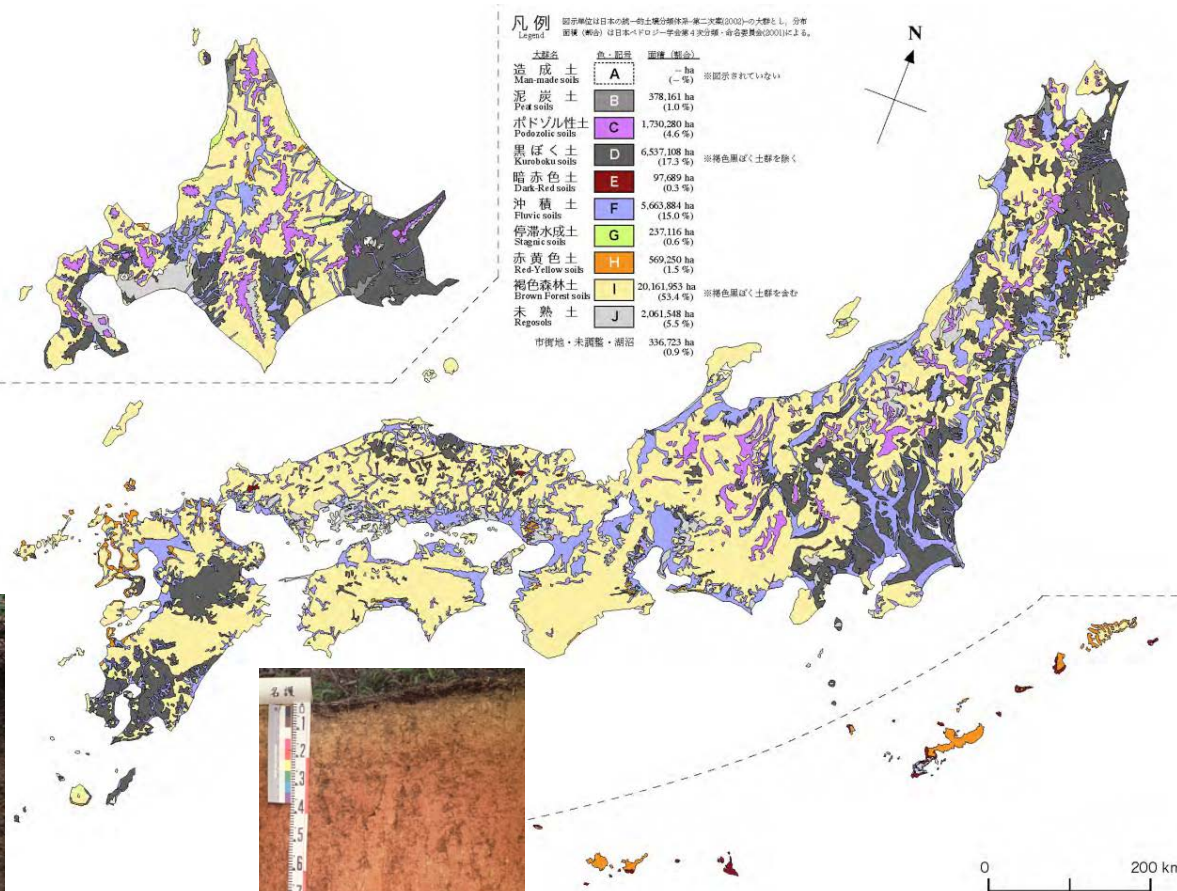 凡例
Legend
図示単位は日本の統一的土壌分類体系-第二次案(2002)-の大群とし，分布
面積（割合）は日本ペドロジー学会第４次分類・命名委員会(2001)による。
大群名 色・記号 面積（割合）
造成土 A -- ha ※図示されていない
Man-made soils (-- %)
泥炭土 B 378,161 ha
Peat soils (1.0 %)
ポドゾル性土 C 1,730,280 ha
Podozolic soils (4.6 %)
黒ぼく土 D 6,537,108 ha ※褐色黒ぼく土群を除く
Kuroboku soils (17.3 %)
暗赤色土 E 97,689 ha
Dark-Red soils (0.3 %)
沖積土 F 5,663,884 ha
Fluvic soils (15.0 %)
停滞水成土 G 237,116 ha
Stagnic soils (0.6 %)
赤黄色土 H 569,250 ha
Red-Yellow soils (1.5 %)
褐色森林土 I 20,161,953 ha ※褐色黒ぼく土群を含む
Brown Forest soils (53.4 %)
未熟土 J 2,061,548 ha
Regosols (5.5 %)
市街地・未調整・湖沼 336,723 ha
(0.9 %)
N
名護
0
.1
.2
.3
.4
.5
.6
0 200 km